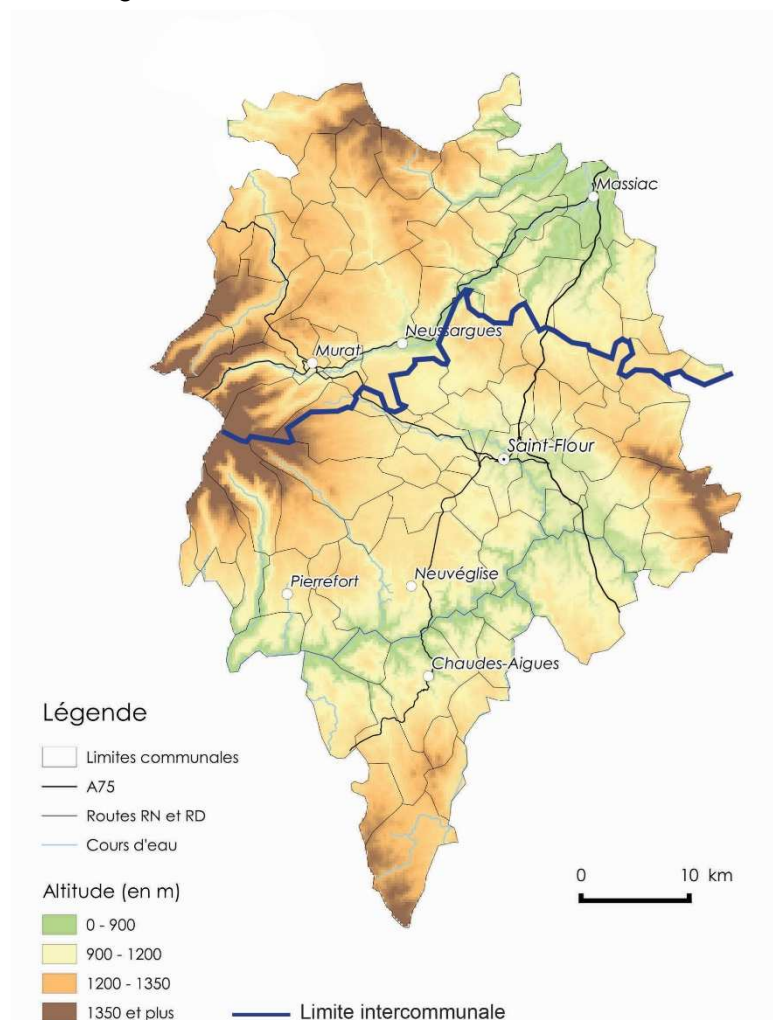 Massiac
Neussargues
Murat
Saint-Flour
Pierrefort
Neuvéglise
Chaudes-Aigues
Légende
Limites communales
A75
Routes RN et RD
Cours d'eau
0 10 km
Altitude (en m)
0 - 900
900 - 1200
1200 - 1350
1350 et plus
Limite intercommunale